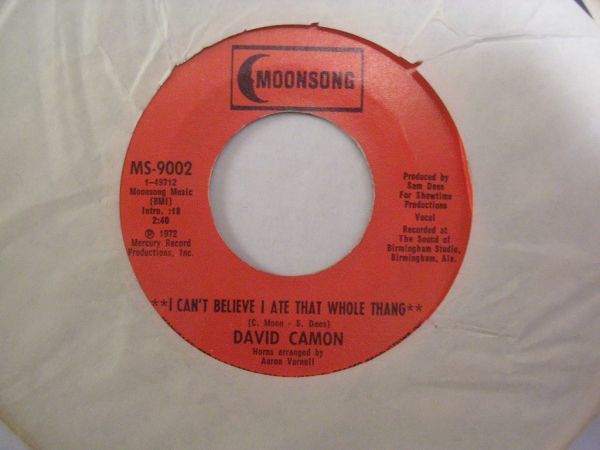 MOONSONG
MS-9002
1-49712
Moonsong Music
(BMI)
Intro. :18
2:40
℗ 1972
Mercury Record
Productions, Inc.
Produced by
Sam Dees
For Showtime
Productions
Vocal
Recorded at
The Sound of
Birmingham Studio,
Birmingham, Ala.
**I CAN'T BELIEVE I ATE THAT WHOLE THANG**
(C. Moon - S. Dees)
DAVID CAMON
Horns arranged by
Aaron Varnell